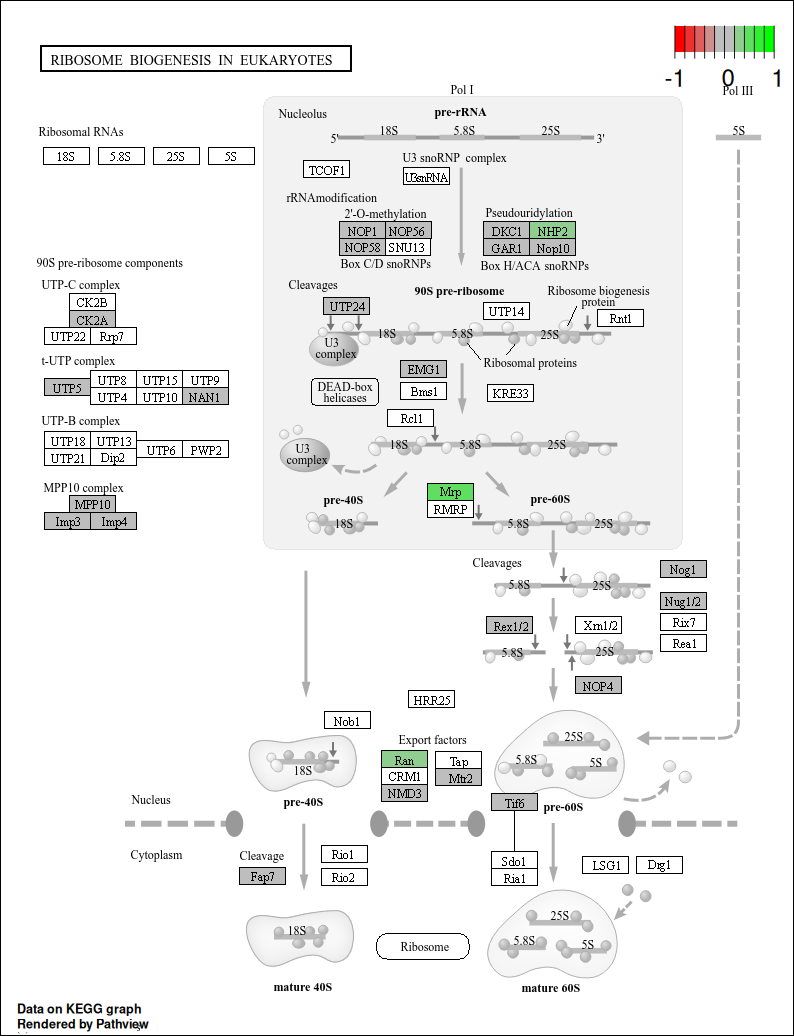 RIBOSOME BIOGENESIS IN EUKARYOTES
-1 0 1
Pol I
Pol III
Nucleolus
pre-rRNA
Ribosomal RNAs
5' 18S 5.8S 25S 3'
5S
18S 5.8S 25S 5S
U3 snoRNP complex
TCOF1
U3snRNA
rRNAmodification
2'-O-methylation
Pseudouridylation
NOP1 NOP56
DKC1 NHP2
NOP58 SNU13
GAR1 Nop10
Box C/D snoRNPs
Box H/ACA snoRNPs
90S pre-ribosome components
UTP-C complex
CK2B
CK2A
UTP22 Rrp7
Cleavages
90S pre-ribosome
Ribosome biogenesis
protein
UTP24
UTP14
Rnt1
18S 5.8S 25S
U3
complex
Ribosomal proteins
t-UTP complex
UTP8 UTP15 UTP9
UTP5
UTP4 UTP10 NAN1
EMG1
DEAD-box
helicases
Bms1
KRE33
Rcl1
UTP-B complex
UTP18 UTP13
UTP6 PWP2
UTP21 Dip2
18S 5.8S 25S
U3
complex
MPP10 complex
MPP10
Imp3 Imp4
pre-40S
Mrp
RMRP
pre-60S
18S
5.8S 25S
Cleavages
Nog1
5.8S 25S
Nug1/2
Rex1/2
Xrn1/2
Rix7
Rea1
5.8S 25S
NOP4
HRR25
Nob1
Export factors
25S
Ran
Tap
CRM1
Mtr2
NMD3
18S
5.8S 5S
Nucleus
pre-40S
Tif6
pre-60S
Cytoplasm
Cleavage
Fap7
Rio1
Rio2
Sdo1
Ria1
LSG1
Drg1
18S
25S
5.8S 5S
Ribosome
mature 40S
mature 60S
Data on KEGG graph
Rendered by Pathview